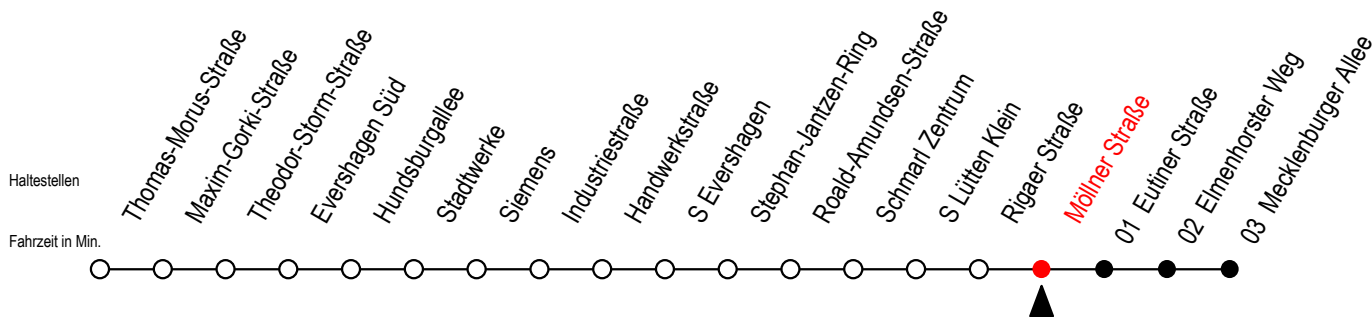 Haltestellen
Thomas-Morus-Straße
Maxim-Gorki-Straße
Theodor-Storm-Straße
Evershagen Süd
Hundsburgallee
Stadtwerke
Siemens
Industriestraße
Handwerkstraße
S Evershagen
Stephan-Jantzen-Ring
Roald-Amundsen-Straße
Schmarl Zentrum
S Lütten Klein
Rigaer Straße
Möllner Straße
01 Eutiner Straße
02 Elmenhorster Weg
03 Mecklenburger Allee
Fahrzeit in Min.